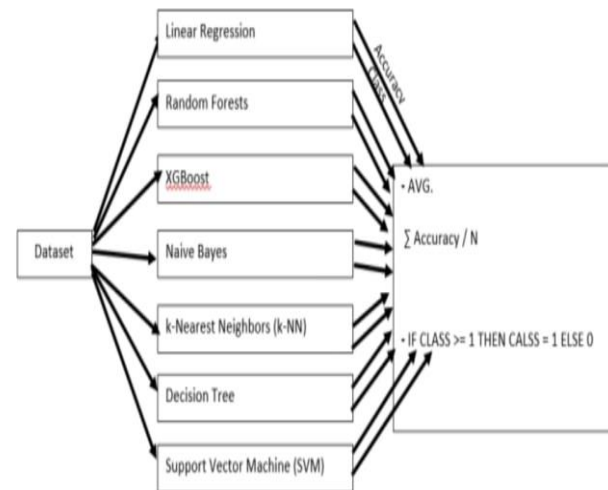 Linear Regression
Accuracy
Class
Random Forests
XGBoost
• AVG.
∑ Accuracy / N
Dataset
Naive Bayes
k-Nearest Neighbors (k-NN)
• IF CLASS >= 1 THEN CALSS = 1 ELSE 0
Decision Tree
Support Vector Machine (SVM)